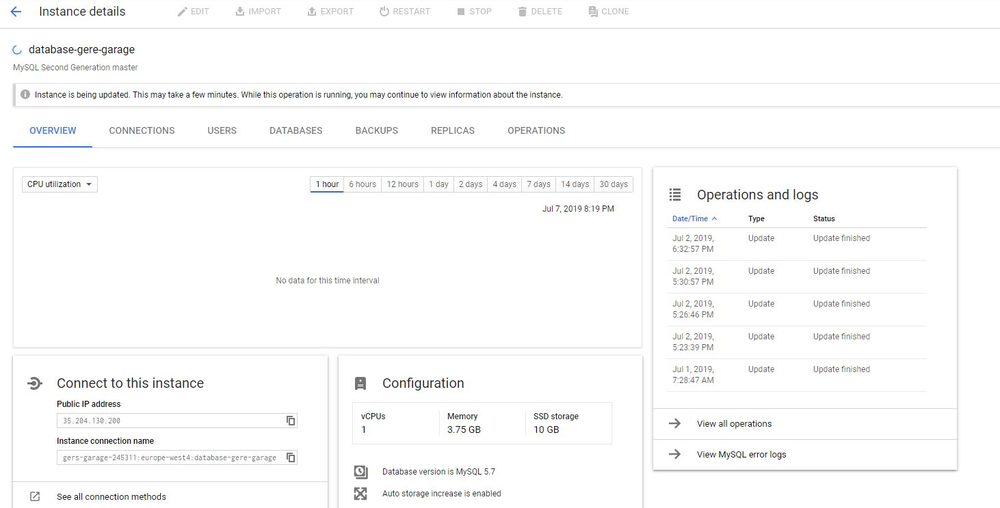 Instance details
EDIT
IMPORT
EXPORT
RESTART
STOP
DELETE
CLONE
database-gere-garage
MySQL Second Generation master
Instance is being updated. This may take a few minutes. While this operation is running, you may continue to view information about the instance.
OVERVIEW
CONNECTIONS
USERS
DATABASES
BACKUPS
REPLICAS
OPERATIONS
CPU utilization
1 hour
6 hours
12 hours
1 day
2 days
4 days
7 days
14 days
30 days
Jul 7, 2019 8:19 PM
No data for this time interval
Connect to this instance
Public IP address
35.204.130.200
Instance connection name
gers-garage-245311:europe-west4:database-gere-garage
See all connection methods
Configuration
vCPUs
1
Memory
3.75 GB
SSD storage
10 GB
Database version is MySQL 5.7
Auto storage increase is enabled
Operations and logs
Date/Time
Type
Status
Jul 2, 2019,
6:32:57 PM
Update
Update finished
Jul 2, 2019,
5:30:57 PM
Update
Update finished
Jul 2, 2019,
5:26:46 PM
Update
Update finished
Jul 2, 2019,
5:23:39 PM
Update
Update finished
Jul 1, 2019,
7:28:47 AM
Update
Update finished
View all operations
View MySQL error logs